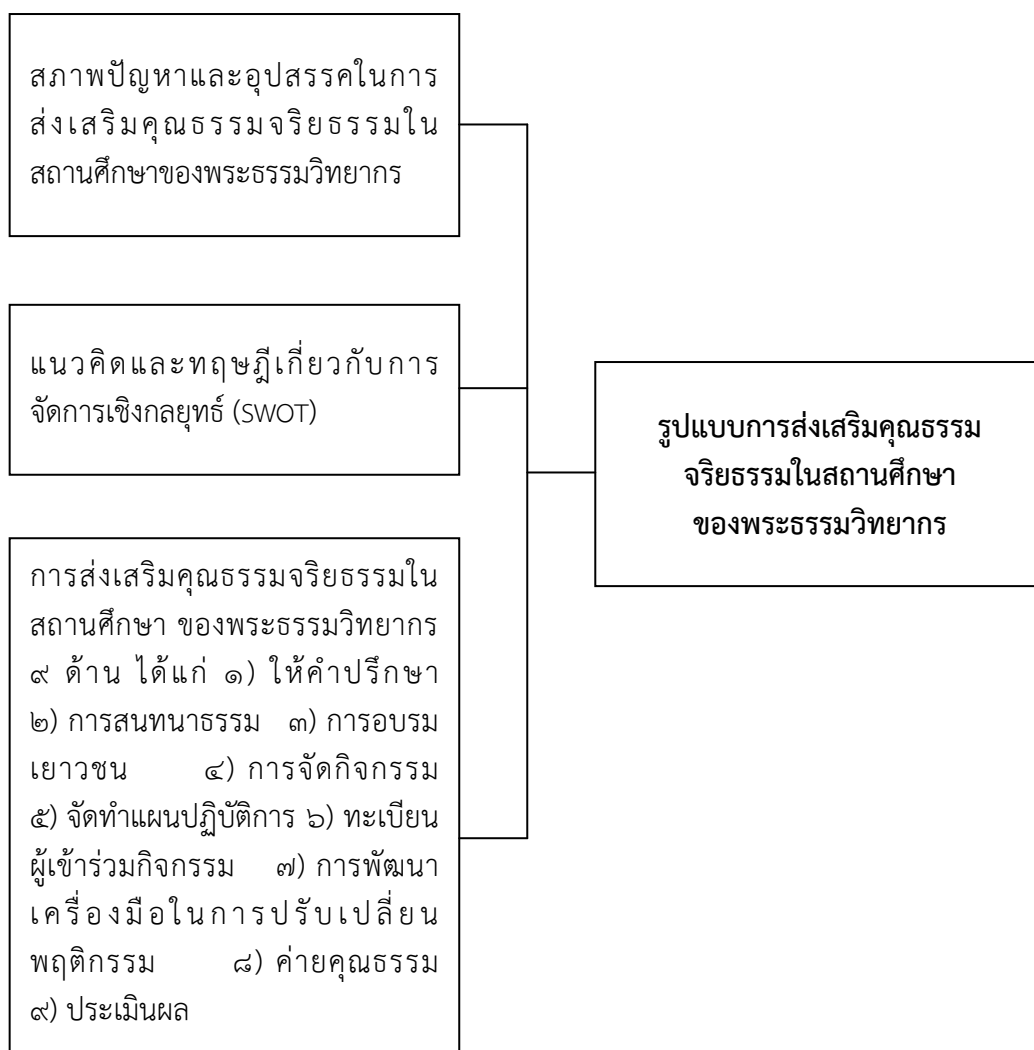 สภาพปัญหาและอุปสรรคในการ
ส่งเสริมคุณธรรมจริยธรรมใน
สถานศึกษาของพระธรรมวิทยากร
แนวคิดและทฤษฎีเกี่ยวกับการ
จัดการเชิงกลยุทธ์ (SWOT)
รูปแบบการส่งเสริมคุณธรรม
จริยธรรมในสถานศึกษา
ของพระธรรมวิทยากร
การส่งเสริมคุณธรรมจริยธรรมใน
สถานศึกษา ของพระธรรมวิทยากร
๙ ด้าน ได้แก่ ๑) ให้คำปรึกษา
๒) การสนทนาธรรม ๓) การอบรม
เยาวชน ๔) การจัดกิจกรรม
๕) จัดทำแผนปฏิบัติการ ๖) ทะเบียน
ผู้เข้าร่วมกิจกรรม ๗) การพัฒนา
เครื่องมือในการปรับเปลี่ยน
พฤติกรรม ๘) ค่ายคุณธรรม
๙) ประเมินผล